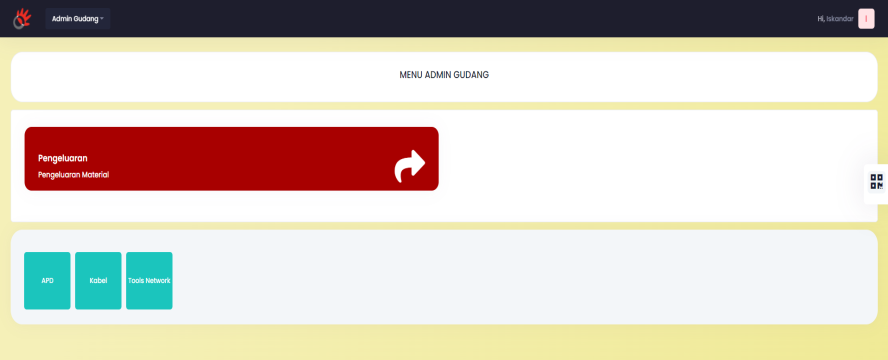 Admin Gudang
Hi, Iskandar
I
MENU ADMIN GUDANG
Pengeluaran
Pengeluaran Material
APD
Kabel
Tools Network